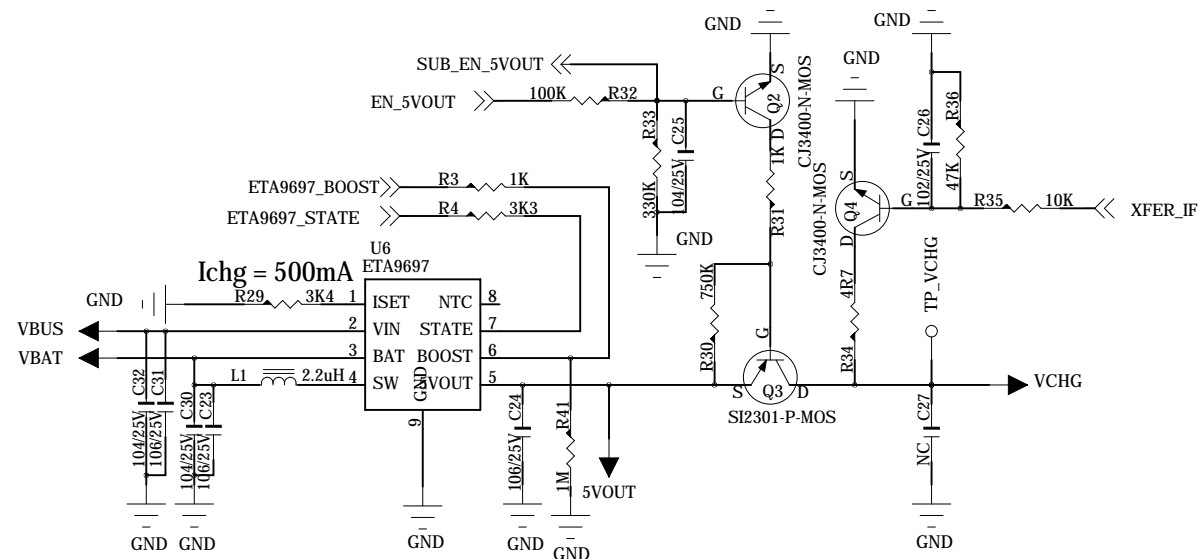 GND
GND
GND
SUB_EN_5VOUT
EN_5VOUT
100K
R32
G
S
Q2
D
CJ3400-N-MOS
R33
330K
C25
104/25V
GND
1K
R31
S
Q4
D
G
CJ3400-N-MOS
C26
102/25V
R36
47K
R35
10K
XFER_IF
ETA9697_BOOST
R3
1K
ETA9697_STATE
R4
3K3
U6
ETA9697
Ichg = 500mA
GND
R29
3K4
1
ISET
NTC
8
VBUS
2
VIN
STATE
7
VBAT
3
BAT
BOOST
6
L1
2.2uH
4
SW
5VOUT
5
GND
9
C32
104/25V
C31
106/25V
C30
104/25V
C23
106/25V
C24
106/25V
R41
1M
5VOUT
750K
R30
G
S
Q3
D
SI2301-P-MOS
4R7
R34
TP_VCHG
VCHG
C27
NC
GND
GND
GND
GND
GND
GND